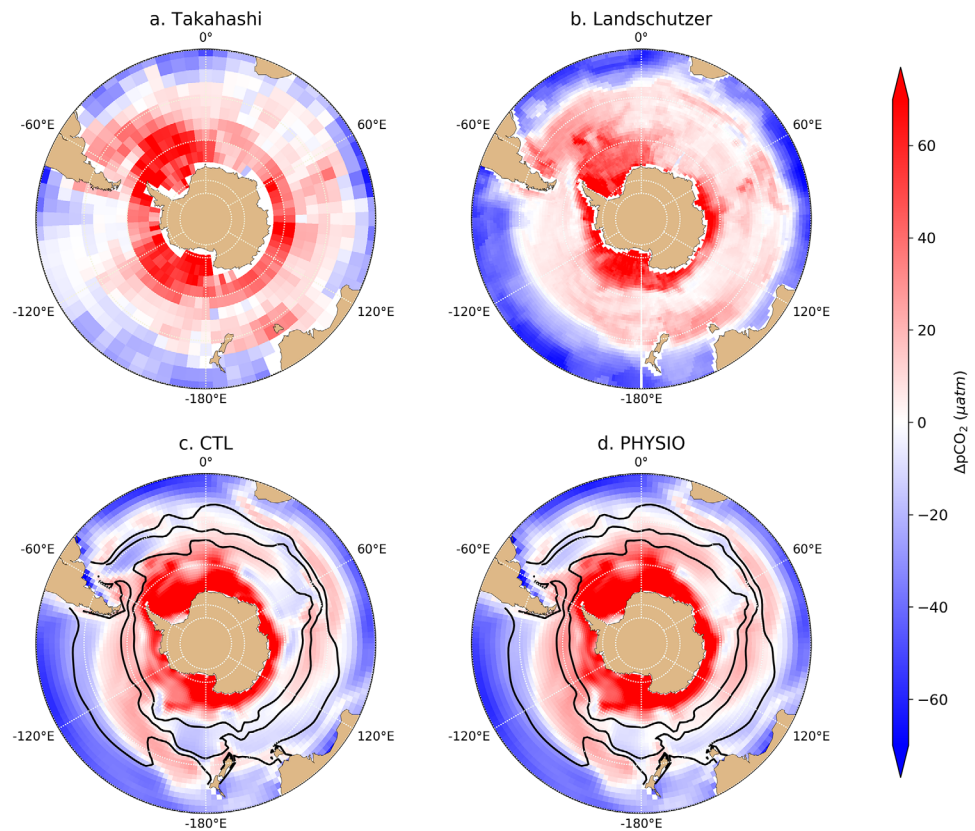 a. Takahashi
0°
-60°E
60°E
-120°E
120°E
-180°E
b. Landschutzer
0°
-60°E
60°E
-120°E
120°E
-180°E
c. CTL
0°
-60°E
60°E
-120°E
120°E
-180°E
d. PHYSIO
0°
-60°E
60°E
-120°E
120°E
-180°E
60
40
20
0
−20
−40
−60
ΔpCO₂ (μatm)